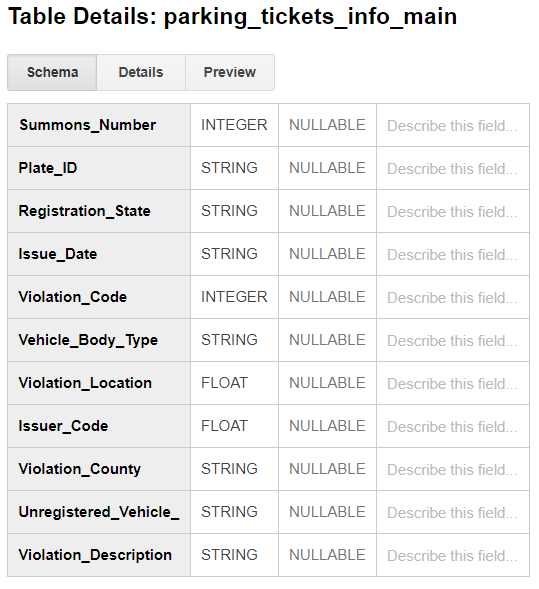 Table Details: parking_tickets_info_main
Schema Details Preview
Summons_Number INTEGER NULLABLE Describe this field...
Plate_ID STRING NULLABLE Describe this field...
Registration_State STRING NULLABLE Describe this field...
Issue_Date STRING NULLABLE Describe this field...
Violation_Code INTEGER NULLABLE Describe this field...
Vehicle_Body_Type STRING NULLABLE Describe this field...
Violation_Location FLOAT NULLABLE Describe this field...
Issuer_Code FLOAT NULLABLE Describe this field...
Violation_County STRING NULLABLE Describe this field...
Unregistered_Vehicle_ STRING NULLABLE Describe this field...
Violation_Description STRING NULLABLE Describe this field...